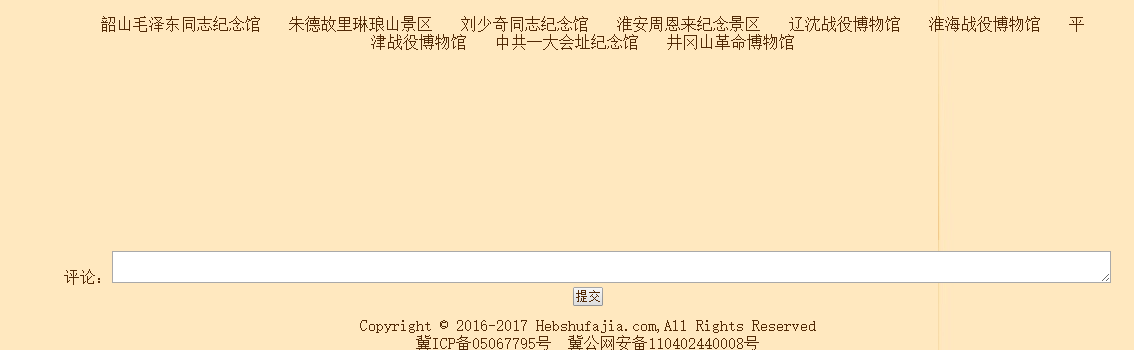 韶山毛泽东同志纪念馆 朱德故里琳琅山景区 刘少奇同志纪念馆 淮安周恩来纪念景区 辽沈战役博物馆 淮海战役博物馆 平
津战役博物馆 中共一大会址纪念馆 井冈山革命博物馆
评论：
提交
Copyright © 2016-2017 Hebshufajia.com,All Rights Reserved
冀ICP备05067795号 冀公网安备110402440008号